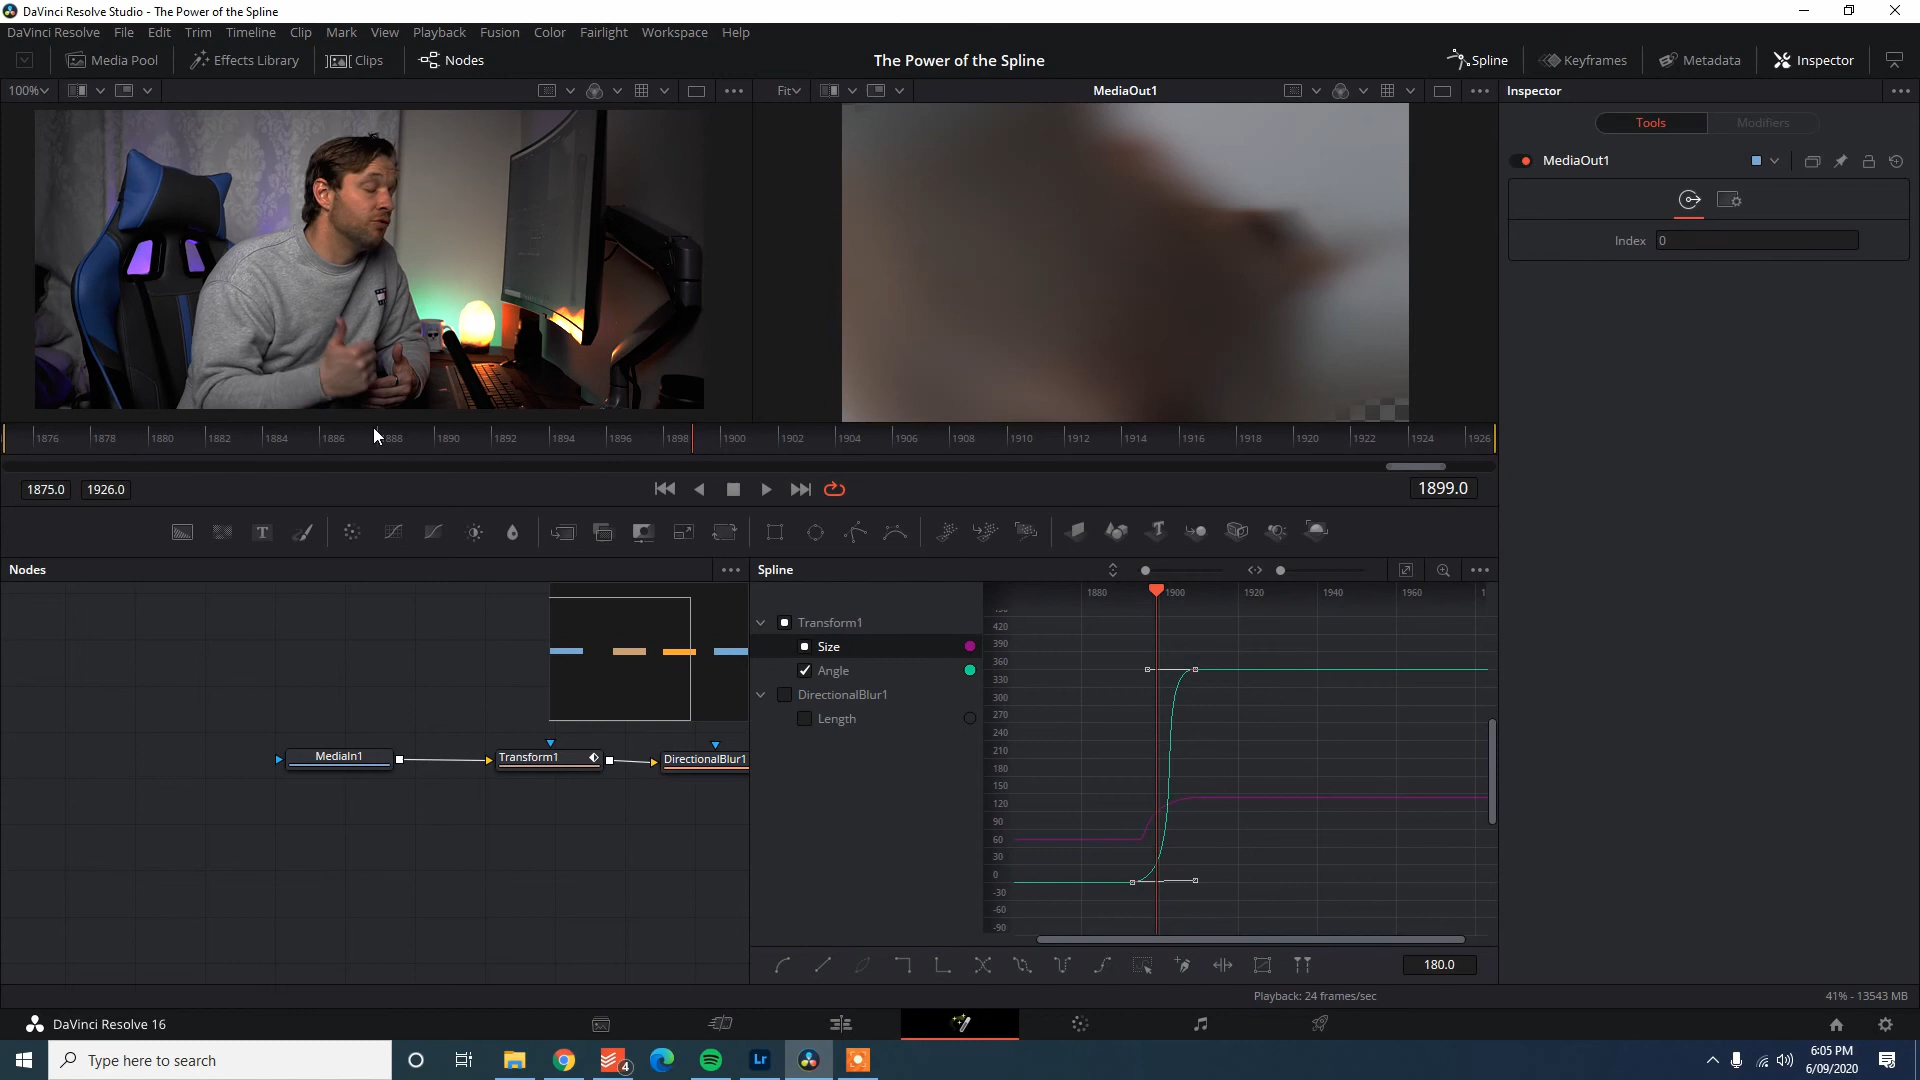 DaVinci Resolve Studio - The Power of the Spline
DaVinci Resolve File Edit Trim Timeline Clip Mark View Playback Fusion Color Fairlight Workspace Help
Media Pool Effects Library Clips Nodes The Power of the Spline Spline Keyframes Metadata Inspector
100% Fit MediaOut1 Inspector
Tools Modifiers
MediaOut1
Index 0
1876 1878 1880 1882 1884 1886 888 1890 1892 1894 1896 1898 1900 1902 1904 1906 1908 1910 1912 1914 1916 1918 1920 1922 1924 1926
1875.0 1926.0 1899.0
Nodes Spline
1880 1900 1920 1940 1960 1
Transform1
Size
Angle
DirectionalBlur1
Length
420
390
360
330
300
270
240
210
180
150
120
90
60
30
0
-30
-60
-90
MediaIn1 Transform1 DirectionalBlur1
180.0
Playback: 24 frames/sec 41% - 13543 MB
DaVinci Resolve 16
Type here to search 4 Lr 6:05 PM
6/09/2020